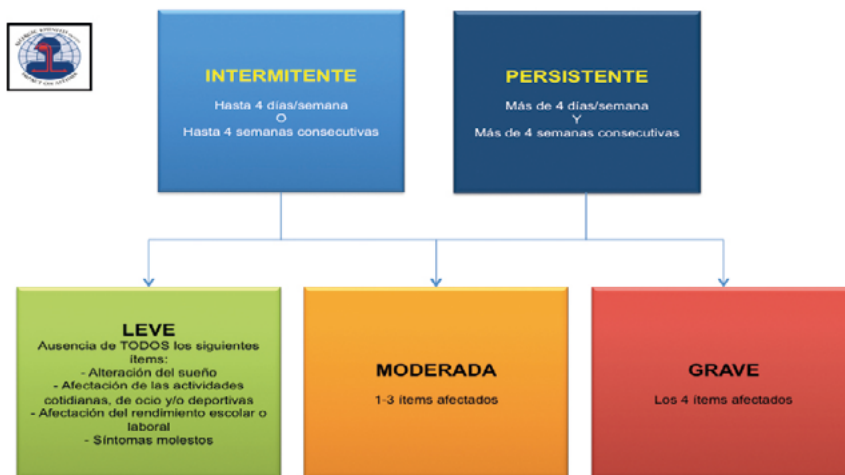 INTERMITENTE
Hasta 4 días/semana
O
Hasta 4 semanas consecutivas
PERSISTENTE
Más de 4 días/semana
Y
Más de 4 semanas consecutivas
LEVE
Ausencia de TODOS los siguientes
ítems:
- Alteración del sueño
- Afectación de las actividades
cotidianas, de ocio y/o deportivas
- Afectación del rendimiento escolar o
laboral
- Síntomas molestos
MODERADA
1-3 ítems afectados
GRAVE
Los 4 ítems afectados